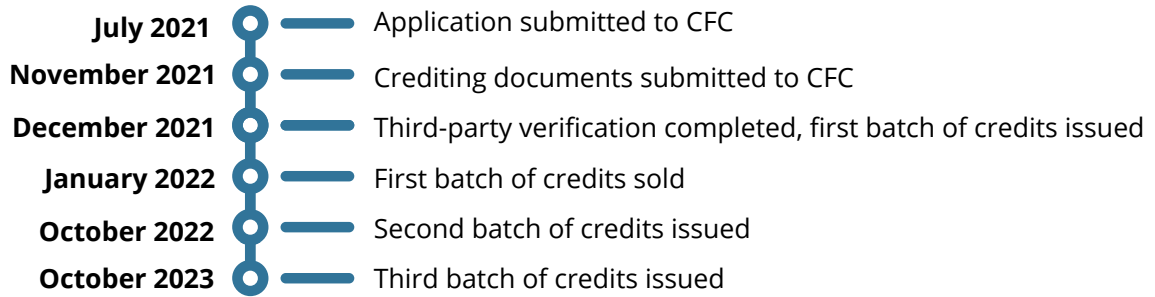 July 2021 Application submitted to CFC
November 2021 Crediting documents submitted to CFC
December 2021 Third-party verification completed, first batch of credits issued
January 2022 First batch of credits sold
October 2022 Second batch of credits issued
October 2023 Third batch of credits issued